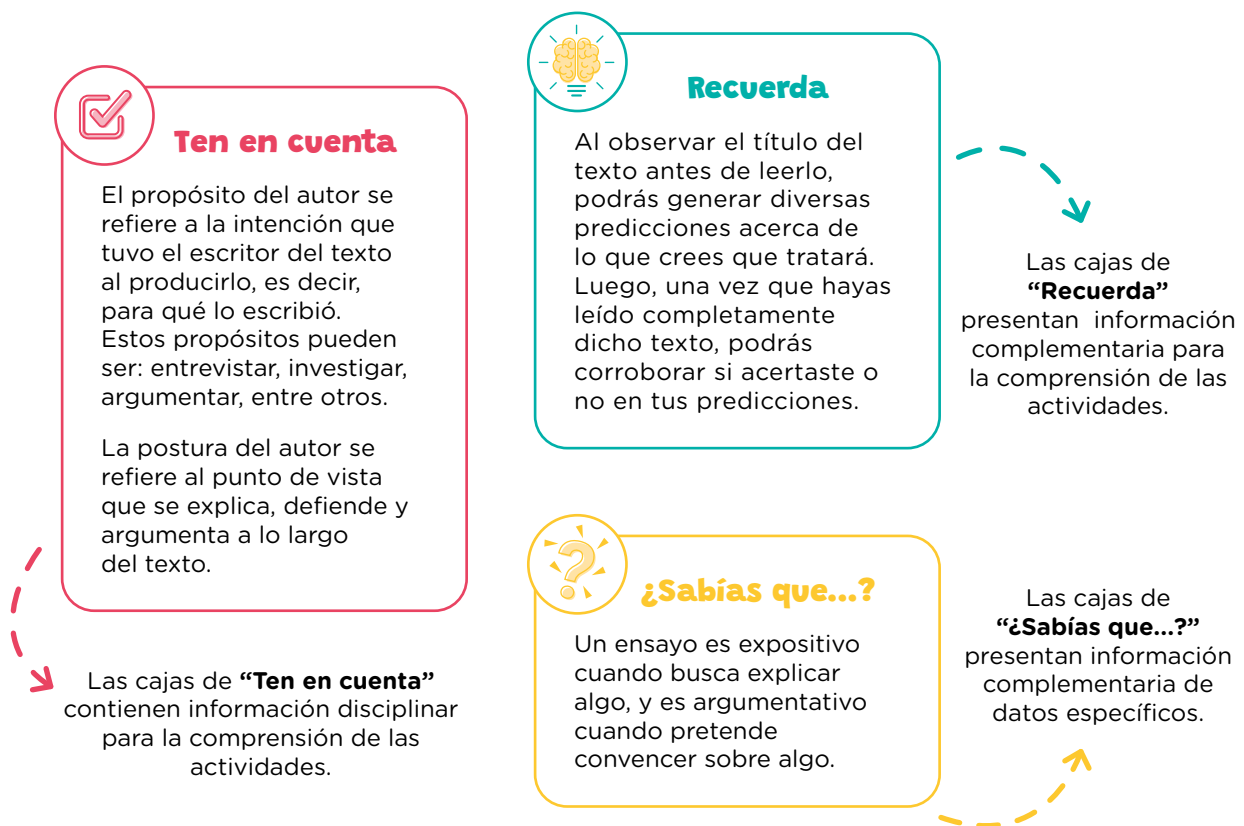 Ten en cuenta
El propósito del autor se
refiere a la intención que
tuvo el escritor del texto
al producirlo, es decir,
para qué lo escribió.
Estos propósitos pueden
ser: entrevistar, investigar,
argumentar, entre otros.
La postura del autor se
refiere al punto de vista
que se explica, defiende y
argumenta a lo largo
del texto.
Las cajas de “Ten en cuenta”
contienen información disciplinar
para la comprensión de las
actividades.
Recuerda
Al observar el título del
texto antes de leerlo,
podrás generar diversas
predicciones acerca de
lo que crees que tratará.
Luego, una vez que hayas
leído completamente
dicho texto, podrás
corroborar si acertaste o
no en tus predicciones.
Las cajas de
“Recuerda”
presentan información
complementaria para
la comprensión de las
actividades.
¿Sabías que...?
Un ensayo es expositivo
cuando busca explicar
algo, y es argumentativo
cuando pretende
convencer sobre algo.
Las cajas de
“¿Sabías que...?”
presentan información
complementaria de
datos específicos.